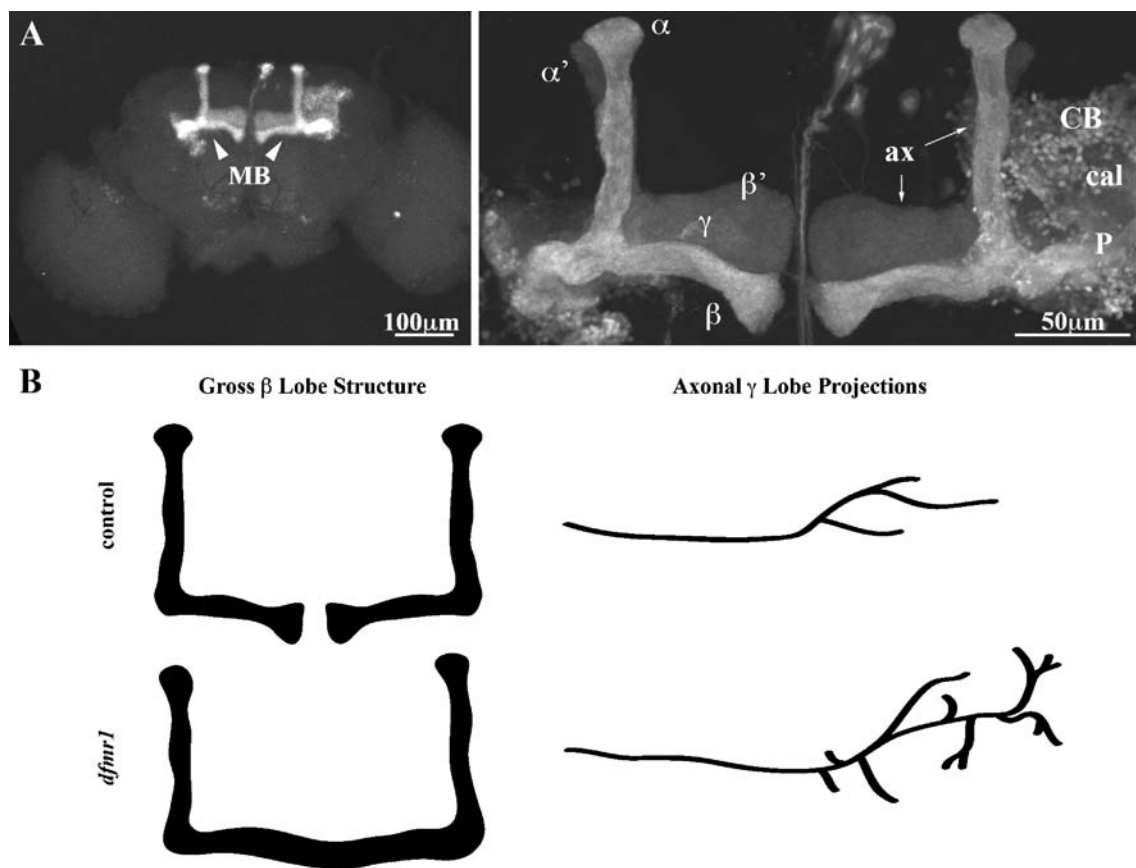 A
MB
100μm
α
α’
β’
γ
β
ax
CB
cal
P
50μm
B
Gross β Lobe Structure
Axonal γ Lobe Projections
control
dfmr1